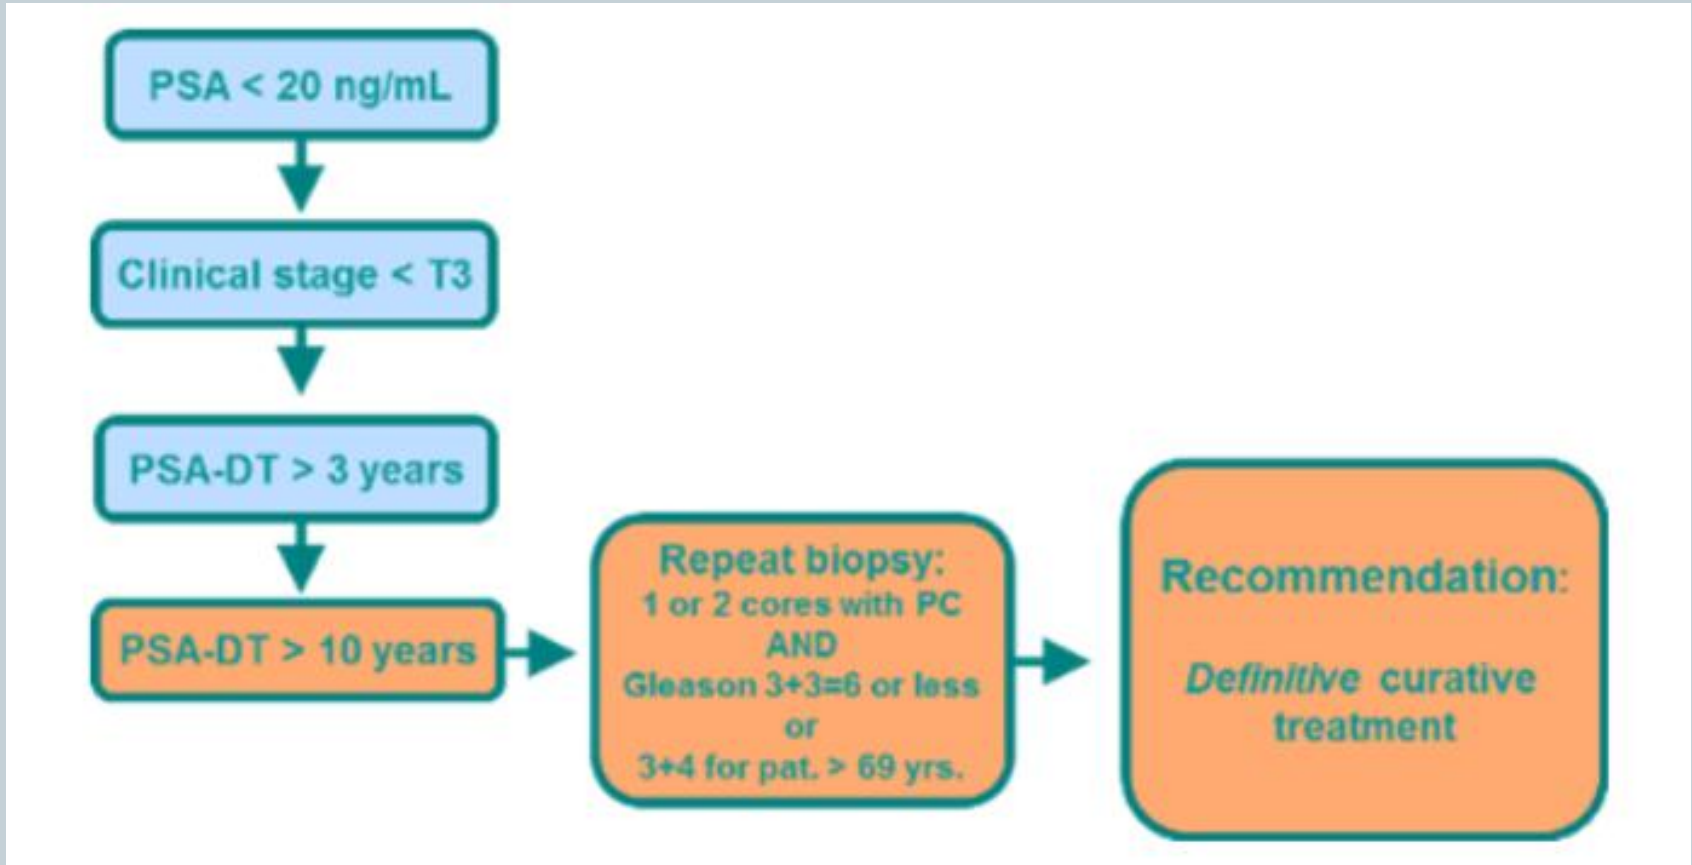 PSA < 20 ng/mL
Clinical stage < T3
PSA-DT > 3 years
PSA-DT > 10 years
Repeat biopsy:
1 or 2 cores with PC
AND
Gleason 3+3=6 or less
or
3+4 for pat. > 69 yrs.
Recommendation:
Definitive curative
treatment